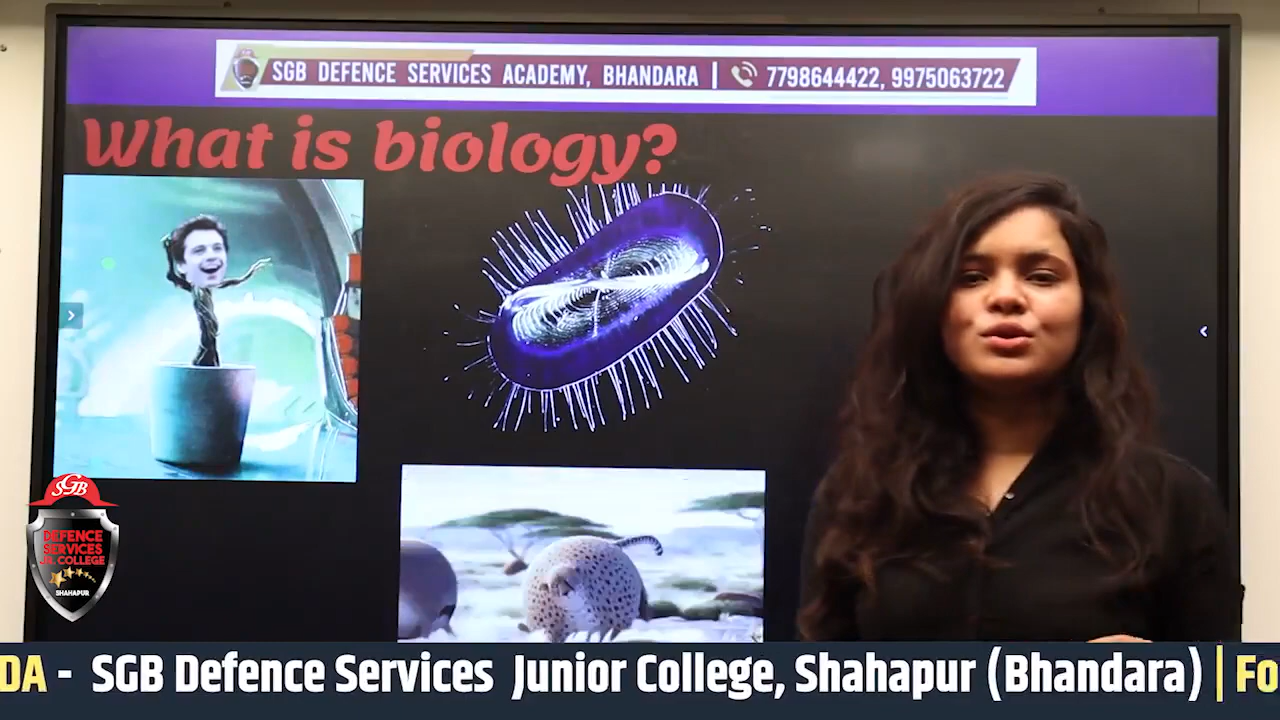 SGB DEFENCE SERVICES ACADEMY, BHANDARA | 7798644422, 9975063722
What is biology?
SGB
DEFENCE
SERVICES
JR. COLLEGE
SHAHAPUR
DA - SGB Defence Services Junior College, Shahapur (Bhandara) | Fo